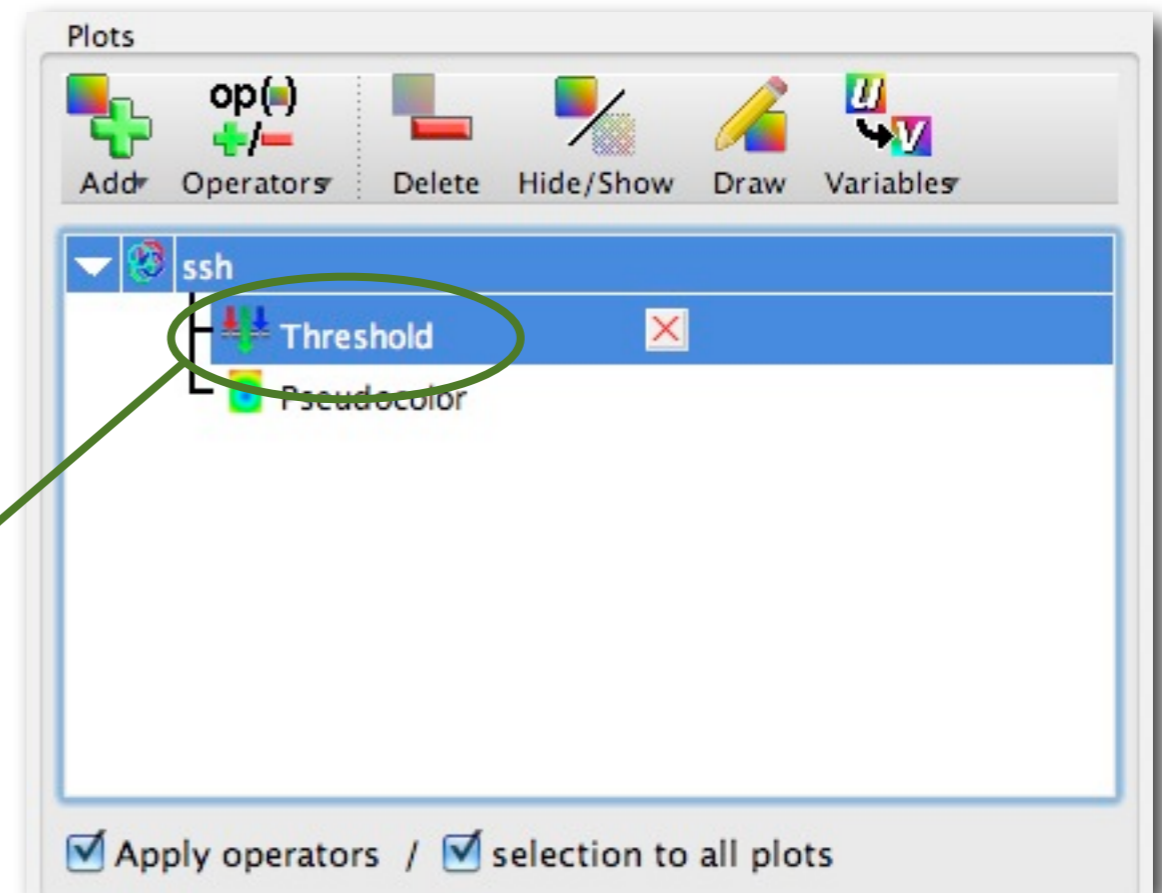 Plots
op( )
+/−
Add Operators Delete Hide/Show Draw Variables
u
v
ssh
Threshold
Pseudocolor
Apply operators / selection to all plots